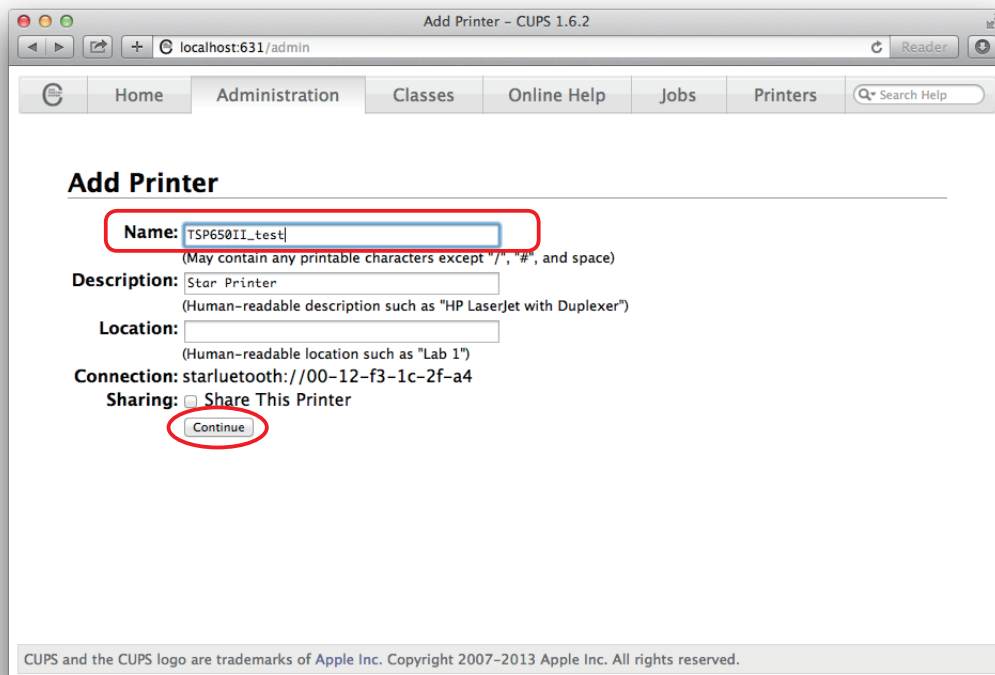 Add Printer - CUPS 1.6.2
localhost:631/admin
Reader
Home
Administration
Classes
Online Help
Jobs
Printers
Search Help
Add Printer
Name: TSP650II_test
(May contain any printable characters except "/", "#", and space)
Description: Star Printer
(Human-readable description such as "HP LaserJet with Duplexer")
Location:
(Human-readable location such as "Lab 1")
Connection: starluetooth://00-12-f3-1c-2f-a4
Sharing: Share This Printer
Continue
CUPS and the CUPS logo are trademarks of Apple Inc. Copyright 2007-2013 Apple Inc. All rights reserved.